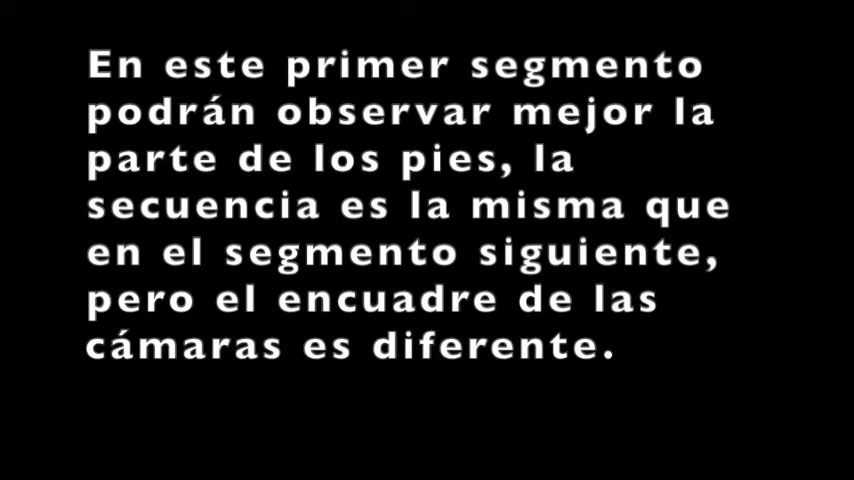 En este primer segmento
podrán observar mejor la
parte de los pies, la
secuencia es la misma que
en el segmento siguiente,
pero el encuadre de las
cámaras es diferente.